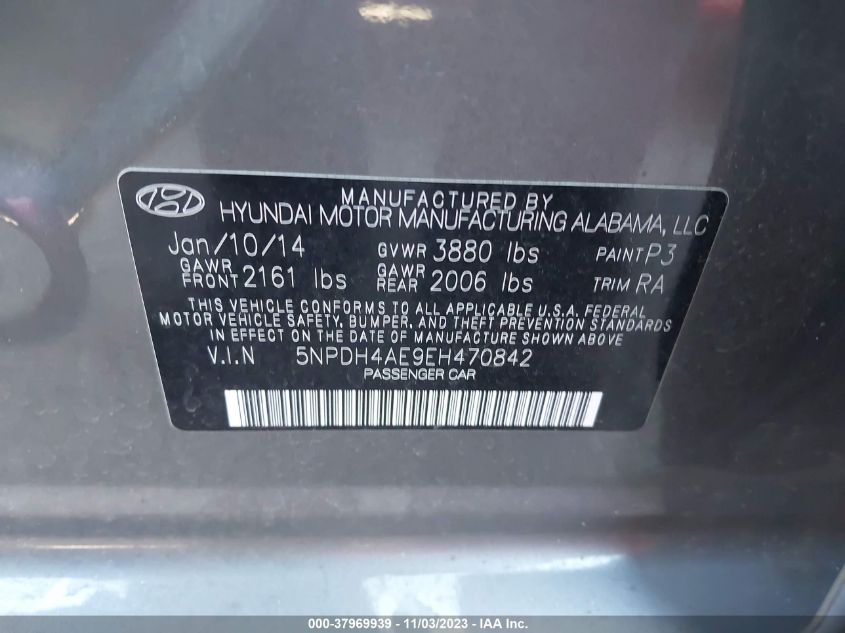 MANUFACTURED BY
HYUNDAI MOTOR MANUFACTURING ALABAMA, LLC
Jan/10/14 GVWR 3880 lbs PAINT P3
GAWR FRONT 2161 lbs GAWR REAR 2006 lbs TRIM RA
THIS VEHICLE CONFORMS TO ALL APPLICABLE U.S.A. FEDERAL
MOTOR VEHICLE SAFETY, BUMPER, AND THEFT PREVENTION STANDARDS
IN EFFECT ON THE DATE OF MANUFACTURE SHOWN ABOVE.
V.I.N 5NPDH4AE9EH470842
PASSENGER CAR
000-37969939 - 11/03/2023 - IAAI.com